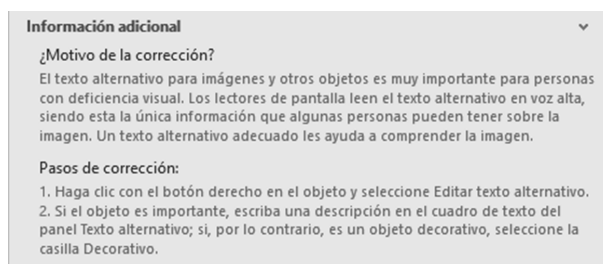 Información adicional
¿Motivo de la corrección?
El texto alternativo para imágenes y otros objetos es muy importante para personas
con deficiencia visual. Los lectores de pantalla leen el texto alternativo en voz alta,
siendo esta la única información que algunas personas pueden tener sobre la
imagen. Un texto alternativo adecuado les ayuda a comprender la imagen.
Pasos de corrección:
1. Haga clic con el botón derecho en el objeto y seleccione Editar texto alternativo.
2. Si el objeto es importante, escriba una descripción en el cuadro de texto del
panel Texto alternativo; si, por lo contrario, es un objeto decorativo, seleccione la
casilla Decorativo.